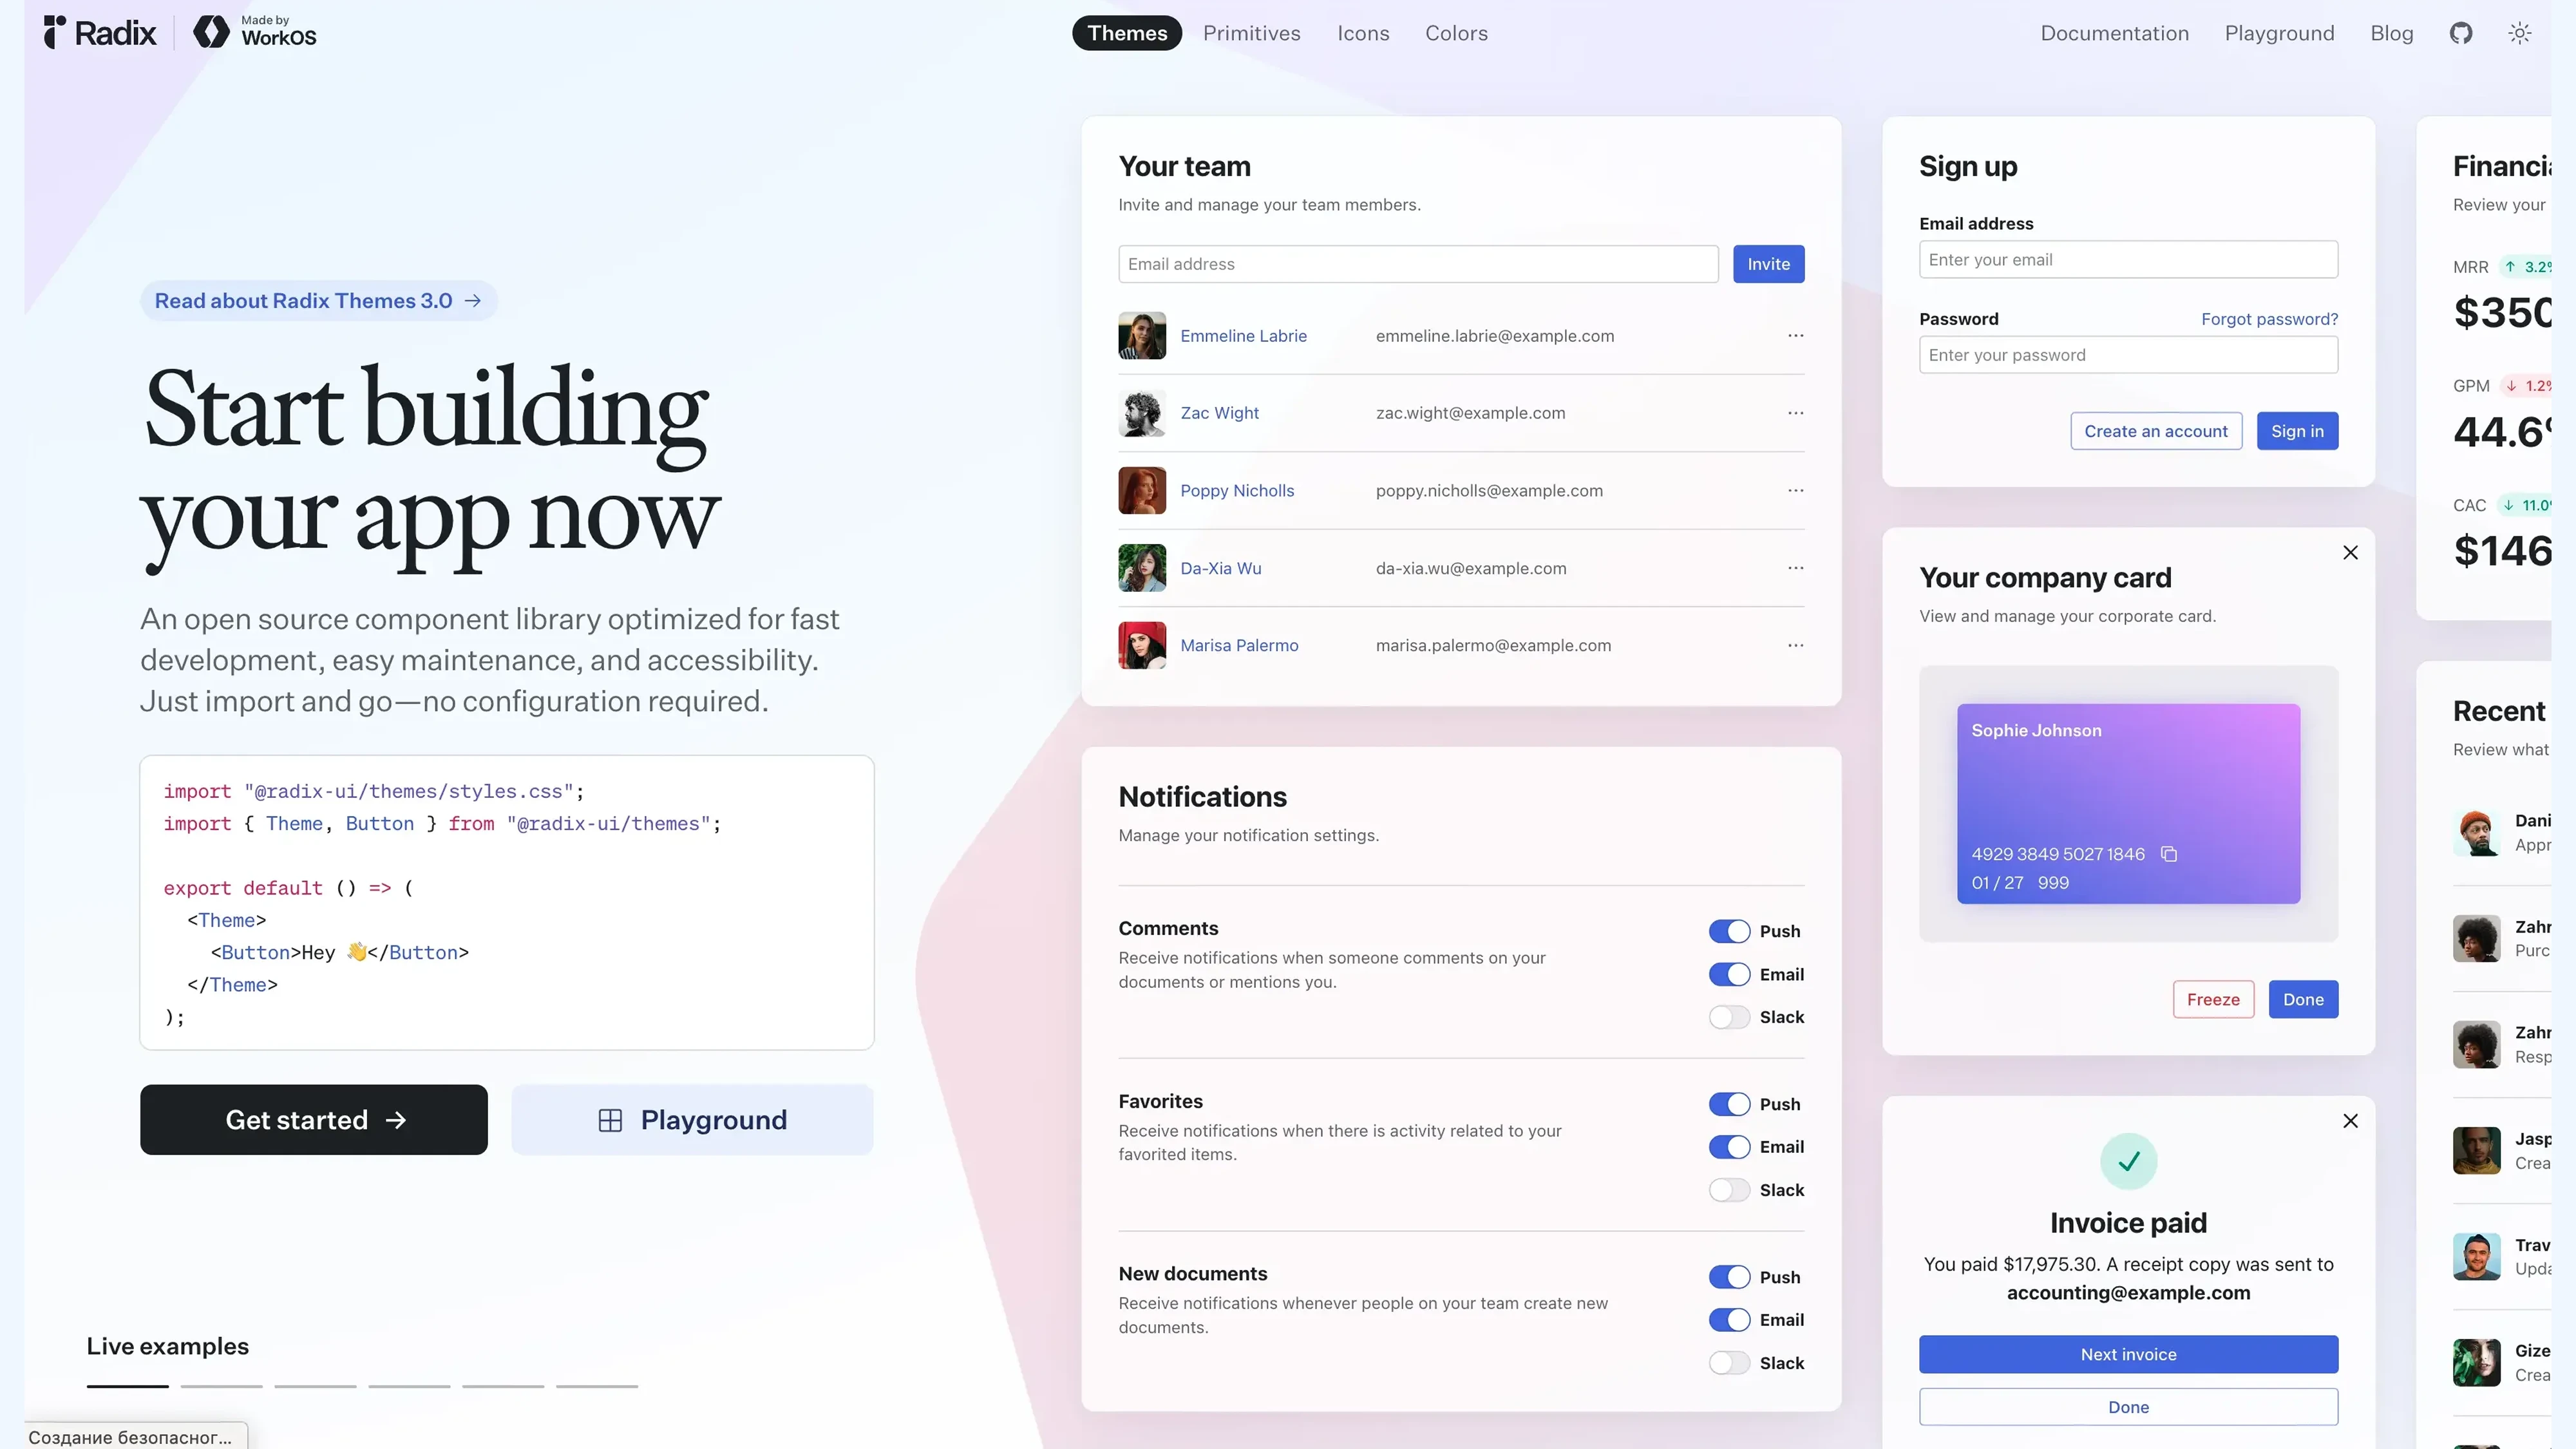 Radix
Made by
WorkOS
Themes
Primitives
Icons
Colors
Documentation
Playground
Blog
Read about Radix Themes 3.0 →
Start building
your app now
An open source component library optimized for fast
development, easy maintenance, and accessibility.
Just import and go—no configuration required.
import "@radix-ui/themes/styles.css";
import { Theme, Button } from "@radix-ui/themes";
export default () => (
<Theme>
<Button>Hey 👋</Button>
</Theme>
);
Get started →
Playground
Live examples
Создание безопасног...
Your team
Invite and manage your team members.
Email address
Invite
Emmeline Labrie emmeline.labrie@example.com ...
Zac Wight zac.wight@example.com ...
Poppy Nicholls poppy.nicholls@example.com ...
Da-Xia Wu da-xia.wu@example.com ...
Marisa Palermo marisa.palermo@example.com ...
Notifications
Manage your notification settings.
Comments
Receive notifications when someone comments on your
documents or mentions you.
Push
Email
Slack
Favorites
Receive notifications when there is activity related to your
favorited items.
Push
Email
Slack
New documents
Receive notifications whenever people on your team create new
documents.
Push
Email
Slack
Sign up
Email address
Enter your email
Password
Forgot password?
Enter your password
Create an account
Sign in
Your company card
View and manage your corporate card.
Sophie Johnson
4929 3849 5027 1846
01 / 27 999
Freeze
Done
Invoice paid
You paid $17,975.30. A receipt copy was sent to
accounting@example.com
Next invoice
Done
Review your
MRR ↑ 3.2%
$350
GPM ↓ 1.2%
44.6
CAC ↓ 11.0
$146
Recent
Review what